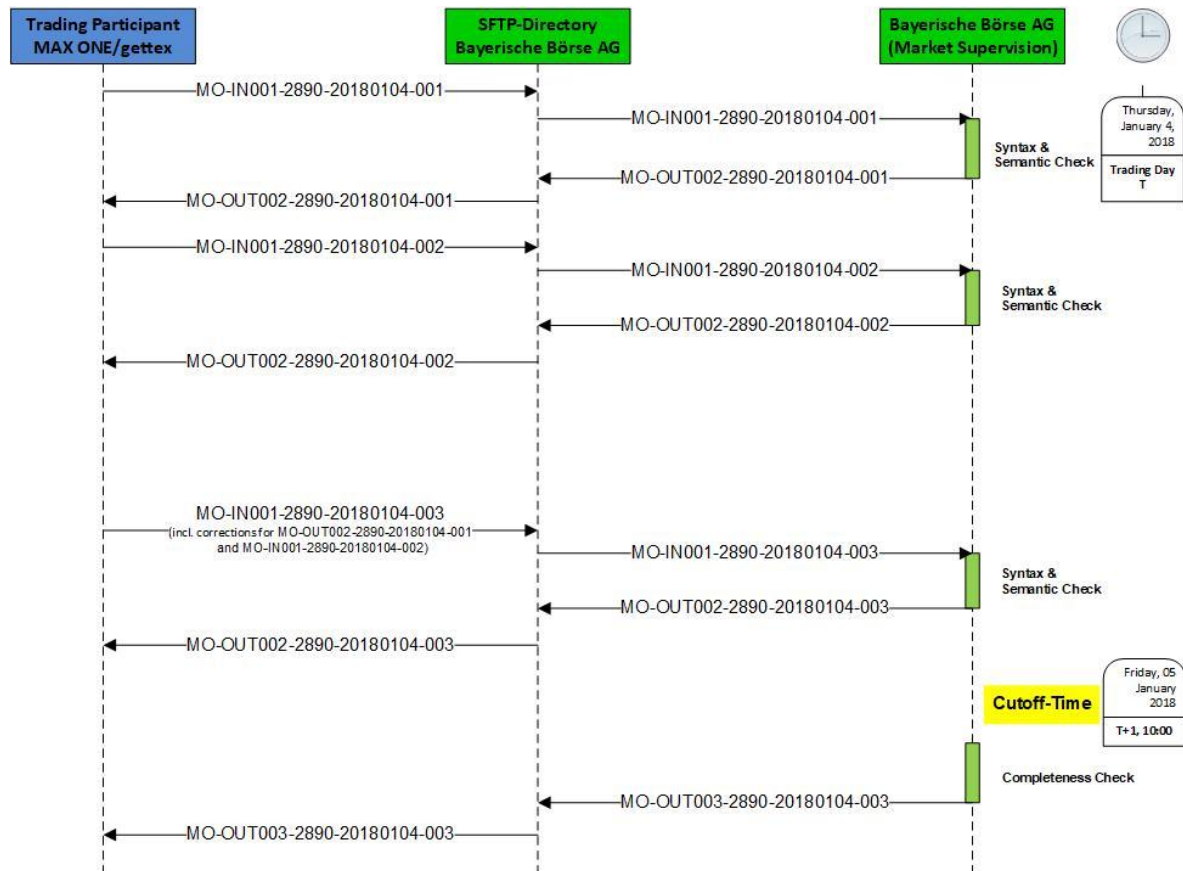 Trading Participant
MAX ONE/gettex
SFTP-Directory
Bayerische Börse AG
Bayerische Börse AG
(Market Supervision)
MO-IN001-2890-20180104-001
MO-IN001-2890-20180104-001
Thursday,
January 4,
2018
Trading Day
T
Syntax &
Semantic Check
MO-OUT002-2890-20180104-001
MO-OUT002-2890-20180104-001
MO-IN001-2890-20180104-002
MO-IN001-2890-20180104-002
Syntax &
Semantic Check
MO-OUT002-2890-20180104-002
MO-OUT002-2890-20180104-002
MO-IN001-2890-20180104-003
(incl. corrections for MO-OUT002-2890-20180104-001
and MO-IN001-2890-20180104-002)
MO-IN001-2890-20180104-003
Syntax &
Semantic Check
MO-OUT002-2890-20180104-003
MO-OUT002-2890-20180104-003
Cutoff-Time
Friday, 05
January
2018
T+1, 10:00
Completeness Check
MO-OUT003-2890-20180104-003
MO-OUT003-2890-20180104-003